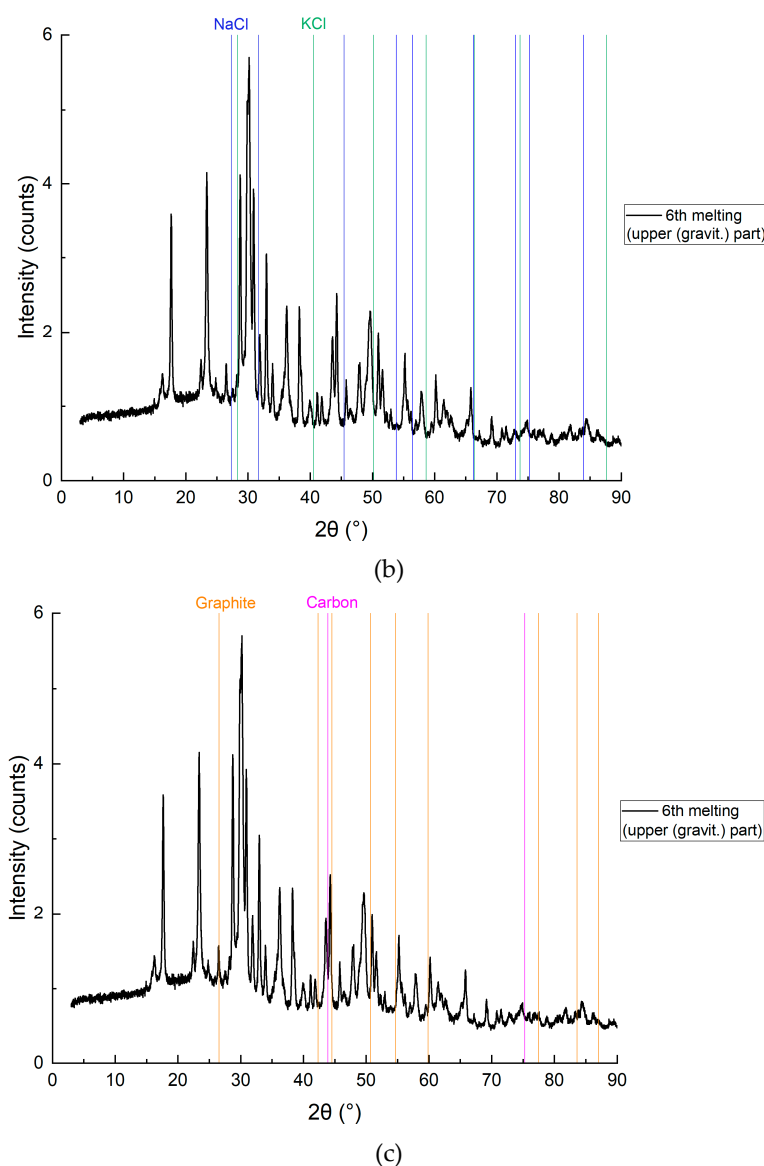 NaCl KCl
6
4
2
0
Intensity (counts)
6th melting
(upper (gravit.) part)
0 10 20 30 40 50 60 70 80 90
2θ (°)
(b)
Graphite Carbon
6
4
2
0
Intensity (counts)
6th melting
(upper (gravit.) part)
0 10 20 30 40 50 60 70 80 90
2θ (°)
(c)